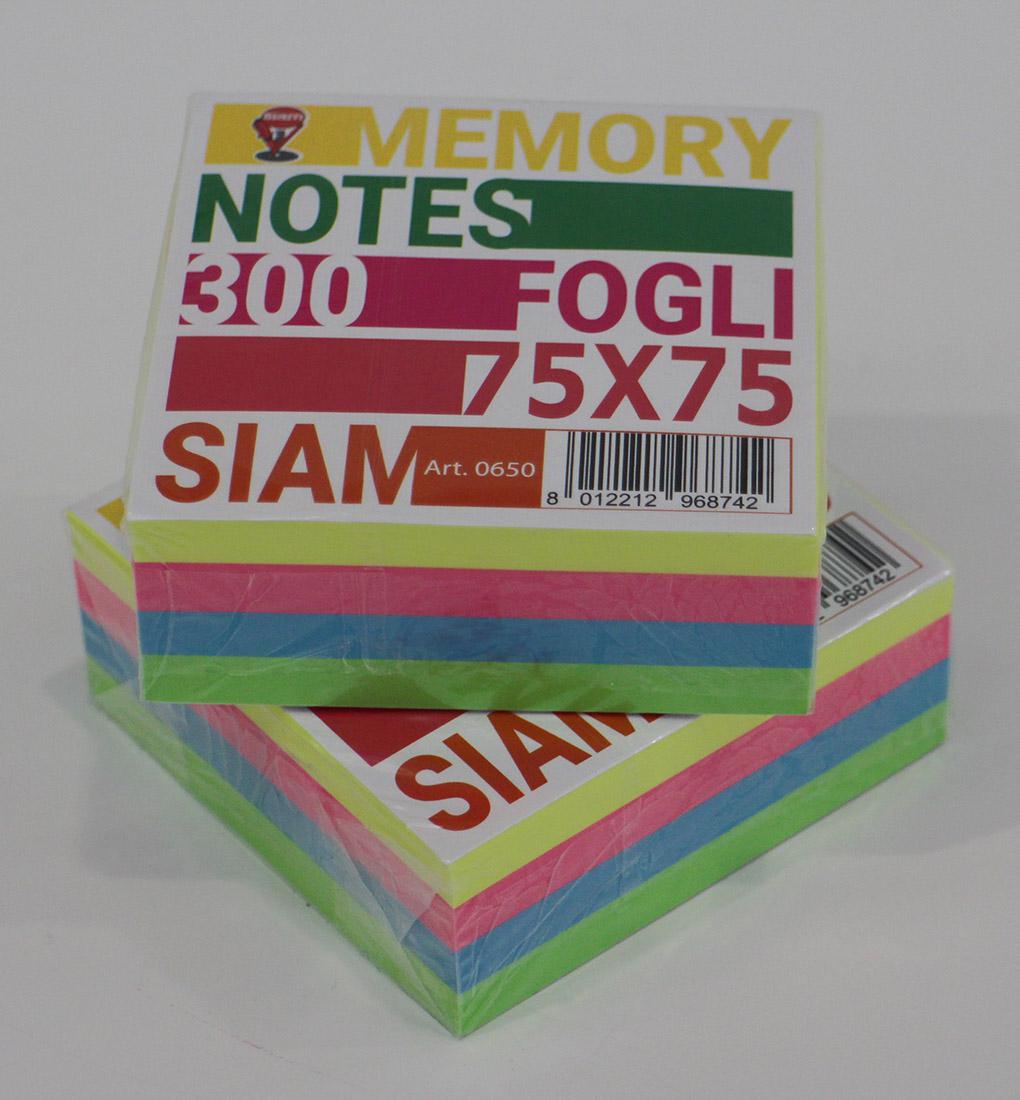 MEMORY
NOTES
300 FOGLI
75X75
SIAM Art. 0650
8 012212 968742
968742
SIAM